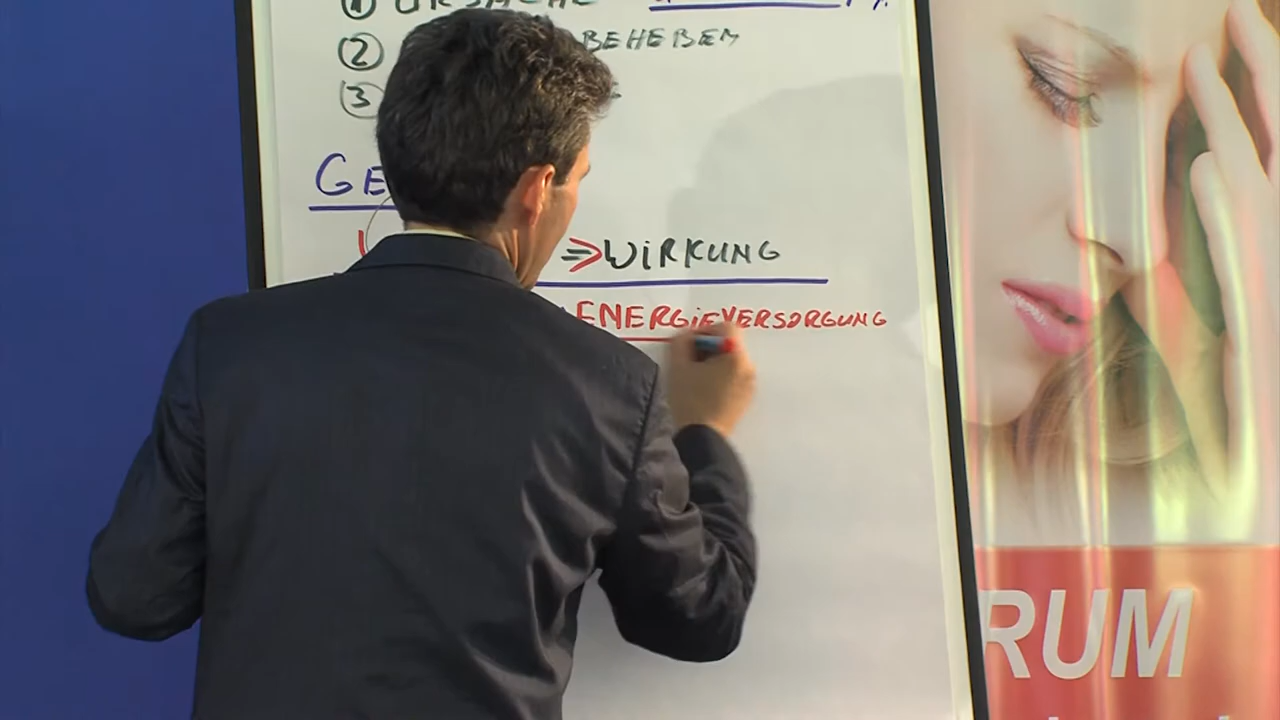 ① URSACHE
② BEHEBEN
③
GE
⇒ WIRKUNG
ENERGIEVERSORGUNG
RUM